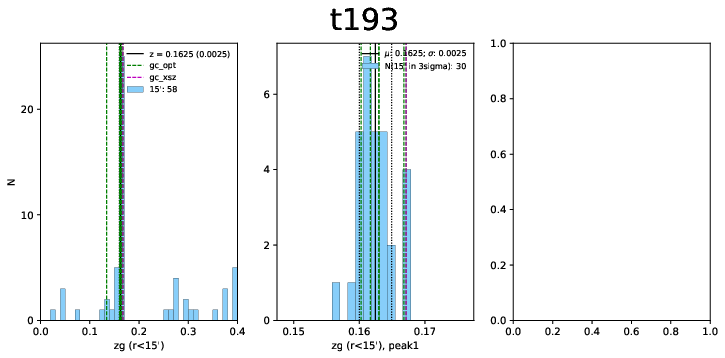 t193
N
20
10
0
z = 0.1625 (0.0025)
gc_opt
gc_xsz
15': 58
0.0 0.1 0.2 0.3 0.4
zg (r<15')
6
4
2
0
μ: 0.1625; σ: 0.0025
N(15' in 3sigma): 30
0.15 0.16 0.17
zg (r<15'), peak1
1.0
0.8
0.6
0.4
0.2
0.0
0.0 0.2 0.4 0.6 0.8 1.0